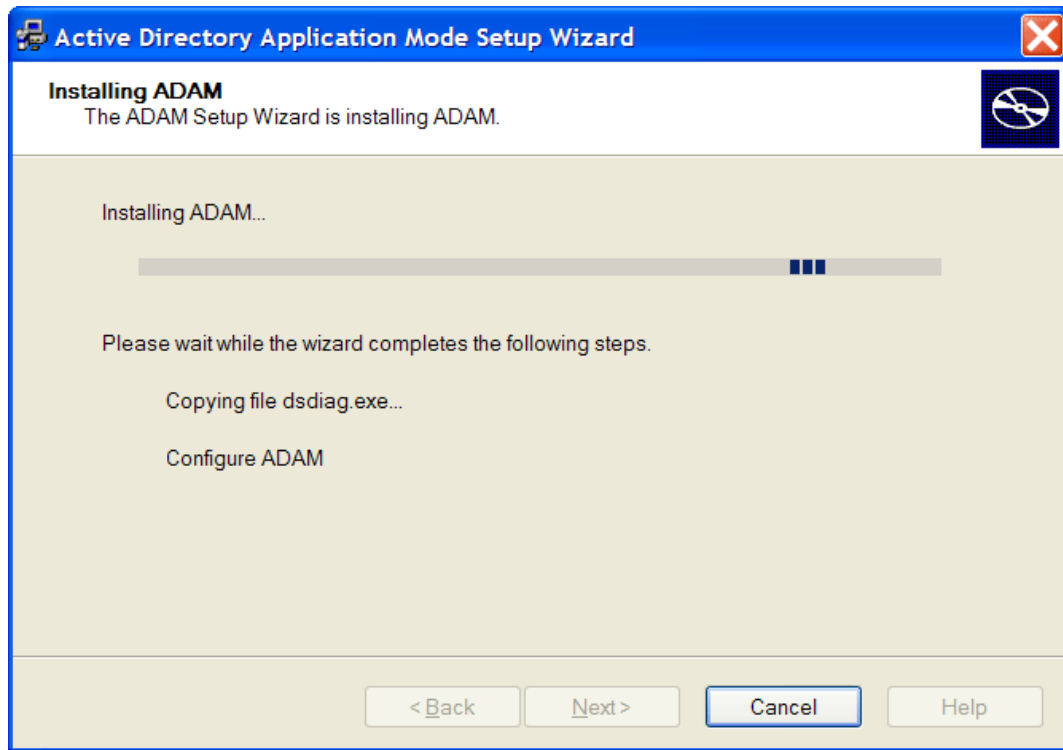 Active Directory Application Mode Setup Wizard
Installing ADAM
The ADAM Setup Wizard is installing ADAM.
Installing ADAM...
Please wait while the wizard completes the following steps.
Copying file dsdiag.exe...
Configure ADAM
< Back Next > Cancel Help